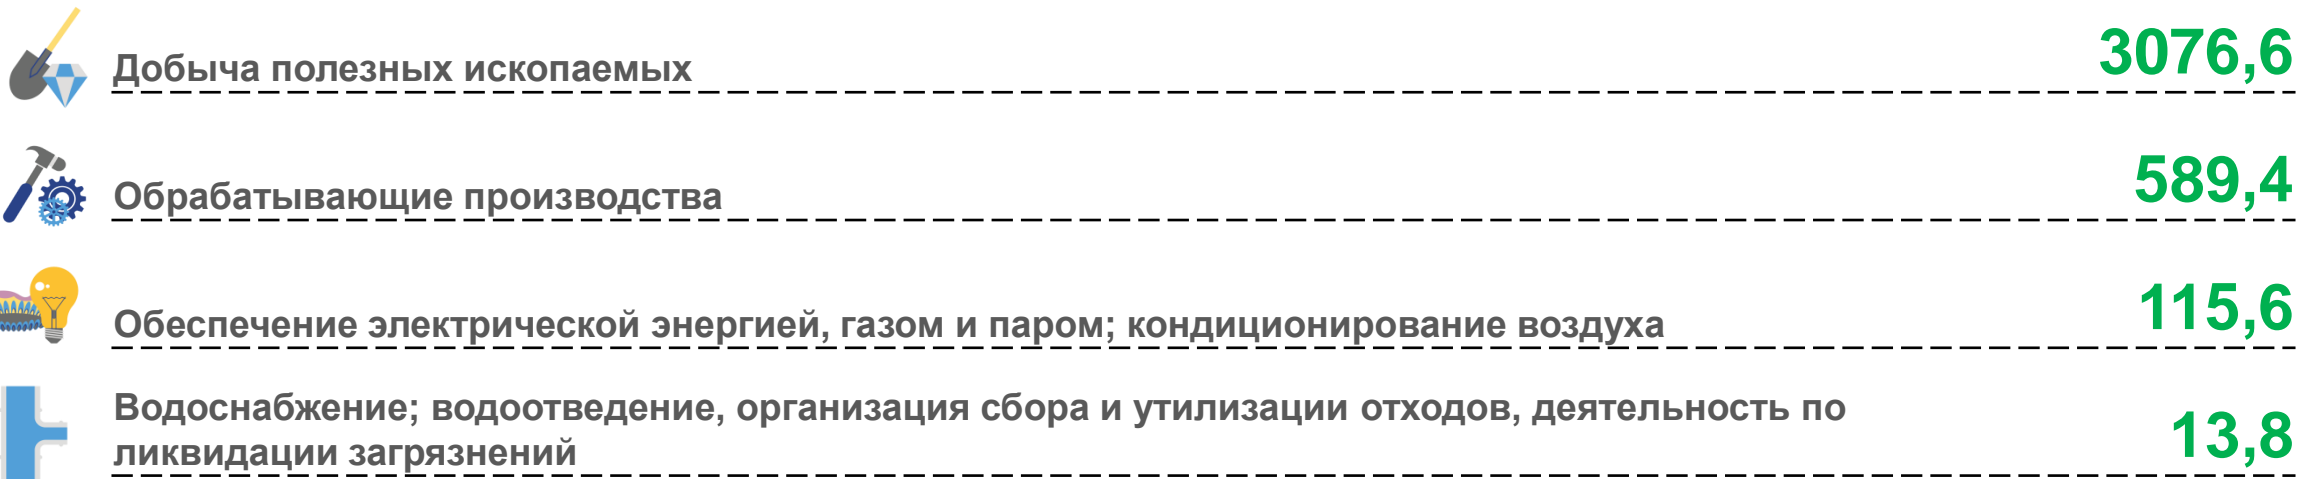 Добыча полезных ископаемых 3076,6
Обрабатывающие производства 589,4
Обеспечение электрической энергией, газом и паром; кондиционирование воздуха 115,6
Водоснабжение; водоотведение, организация сбора и утилизации отходов, деятельность по
ликвидации загрязнений 13,8